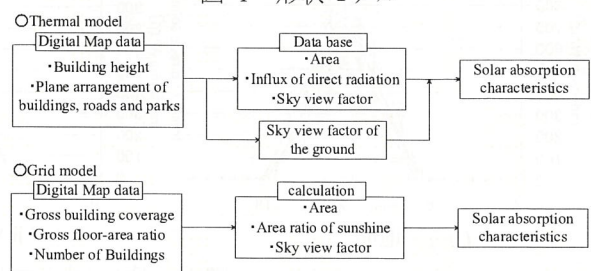 ○Thermal model
Digital Map data
・Building height
・Plane arrangement of
buildings, roads and parks
Data base
・Area
・Influx of direct radiation
・Sky view factor
Sky view factor of
the ground
Solar absorption
characteristics
○Grid model
Digital Map data
・Gross building coverage
・Gross floor-area ratio
・Number of Buildings
calculation
・Area
・Area ratio of sunshine
・Sky view factor
Solar absorption
characteristics